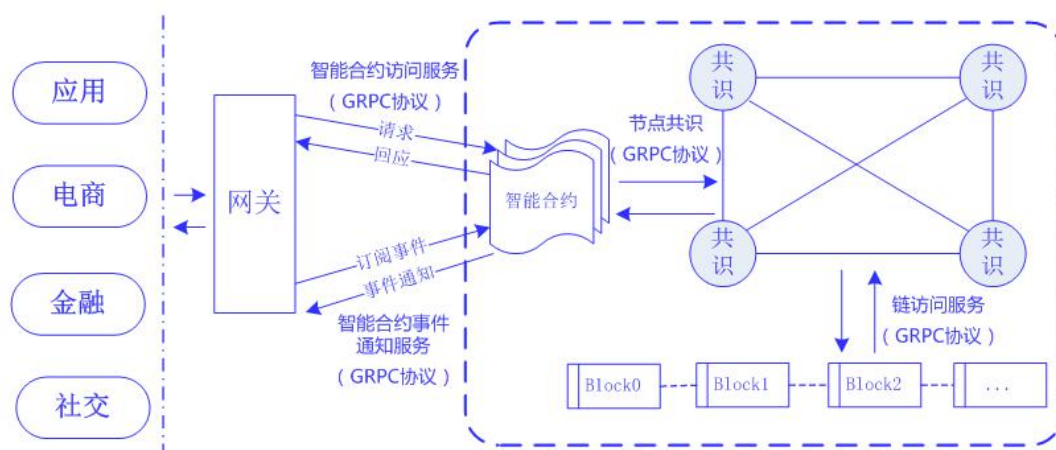 应用
电商
金融
社交
网关
智能合约访问服务
（GRPC协议）
请求
回应
订阅事件
事件通知
智能合约事件
通知服务
（GRPC协议）
智能合约
节点共识
（GRPC协议）
共
识
共
识
共
识
共
识
链访问服务
（GRPC协议）
Block0
Block1
Block2
...